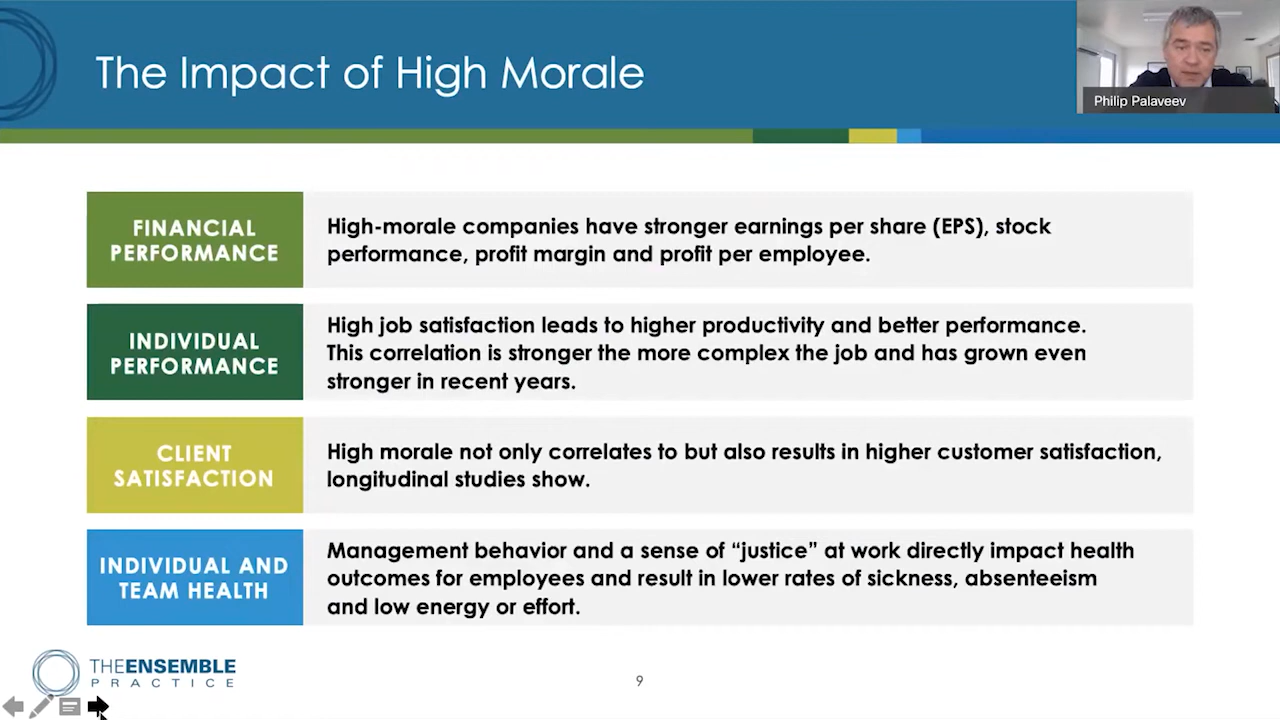 The Impact of High Morale
Philip Palaveev
FINANCIAL
PERFORMANCE
High-morale companies have stronger earnings per share (EPS), stock
performance, profit margin and profit per employee.
INDIVIDUAL
PERFORMANCE
High job satisfaction leads to higher productivity and better performance.
This correlation is stronger the more complex the job and has grown even
stronger in recent years.
CLIENT
SATISFACTION
High morale not only correlates to but also results in higher customer satisfaction,
longitudinal studies show.
INDIVIDUAL AND
TEAM HEALTH
Management behavior and a sense of “justice” at work directly impact health
outcomes for employees and result in lower rates of sickness, absenteeism
and low energy or effort.
THEENSEMBLE
PRACTICE
9